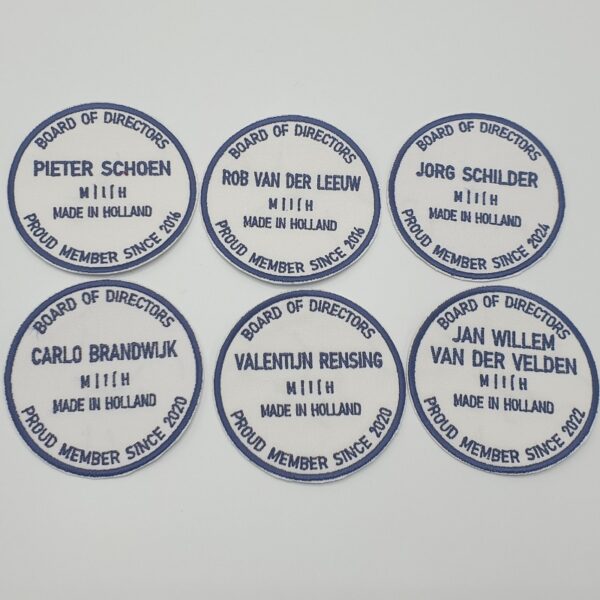 BOARD OF DIRECTORS
PIETER SCHOEN
MADE IN HOLLAND
PROUD MEMBER SINCE 2016
BOARD OF DIRECTORS
ROB VAN DER LEEUW
MADE IN HOLLAND
PROUD MEMBER SINCE 2016
BOARD OF DIRECTORS
JORG SCHILDER
MADE IN HOLLAND
PROUD MEMBER SINCE 2024
BOARD OF DIRECTORS
CARLO BRANDWIJK
MADE IN HOLLAND
PROUD MEMBER SINCE 2020
BOARD OF DIRECTORS
VALENTIJN RENSING
MADE IN HOLLAND
PROUD MEMBER SINCE 2020
BOARD OF DIRECTORS
JAN WILLEM
VAN DER VELDEN
MADE IN HOLLAND
PROUD MEMBER SINCE 2022